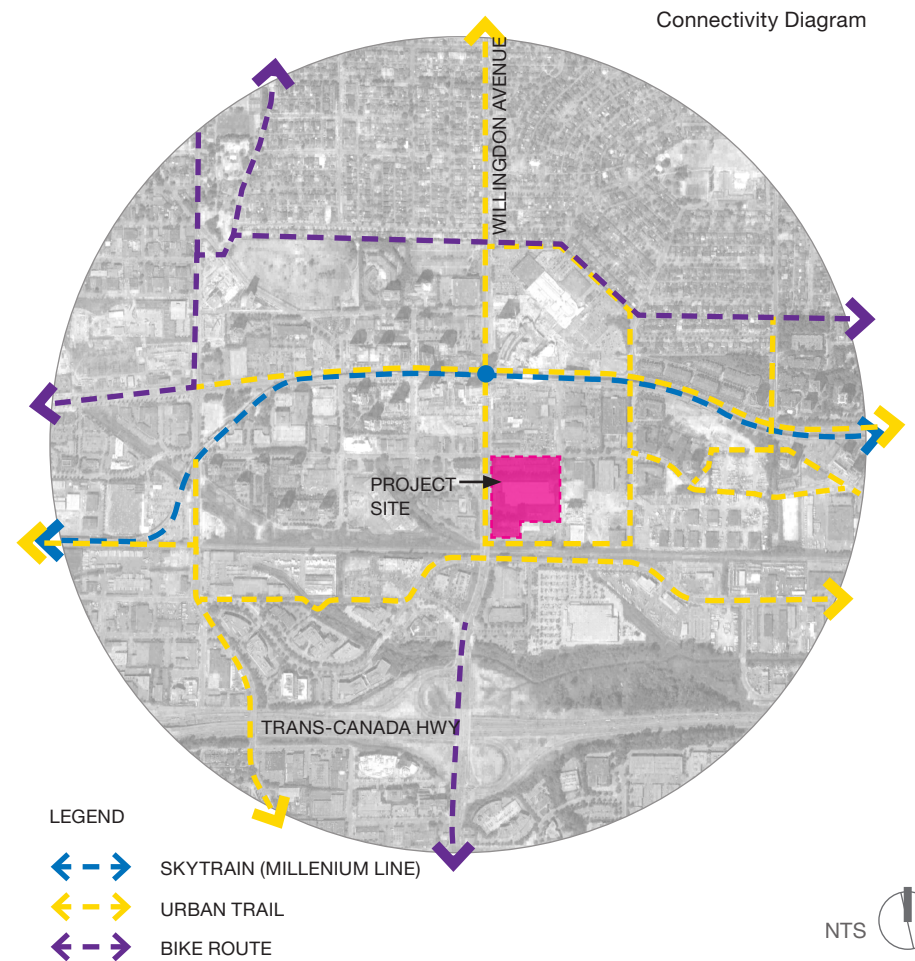 Connectivity Diagram
WILLINGDON AVENUE
PROJECT
SITE
TRANS-CANADA HWY
LEGEND
SKYTRAIN (MILLENIUM LINE)
URBAN TRAIL
BIKE ROUTE
NTS